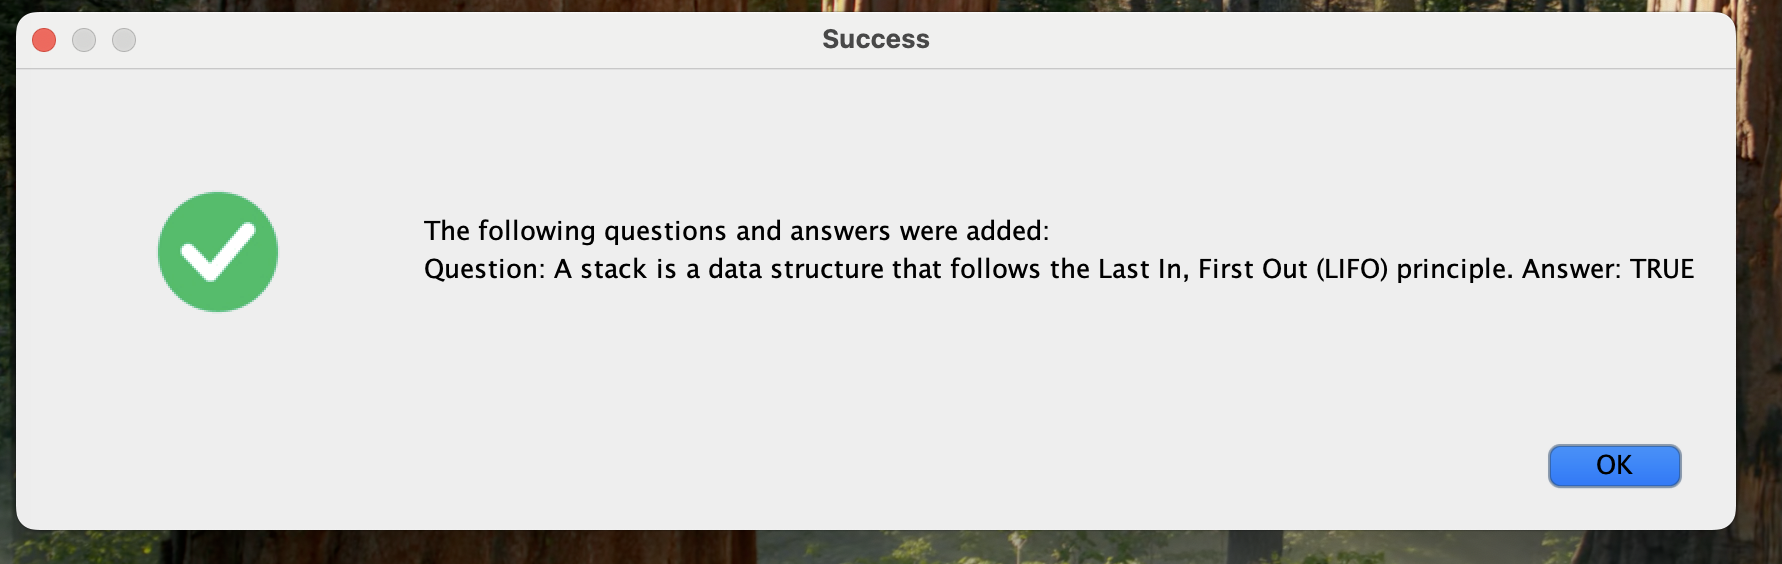 Success
The following questions and answers were added:
Question: A stack is a data structure that follows the Last In, First Out (LIFO) principle. Answer: TRUE
OK